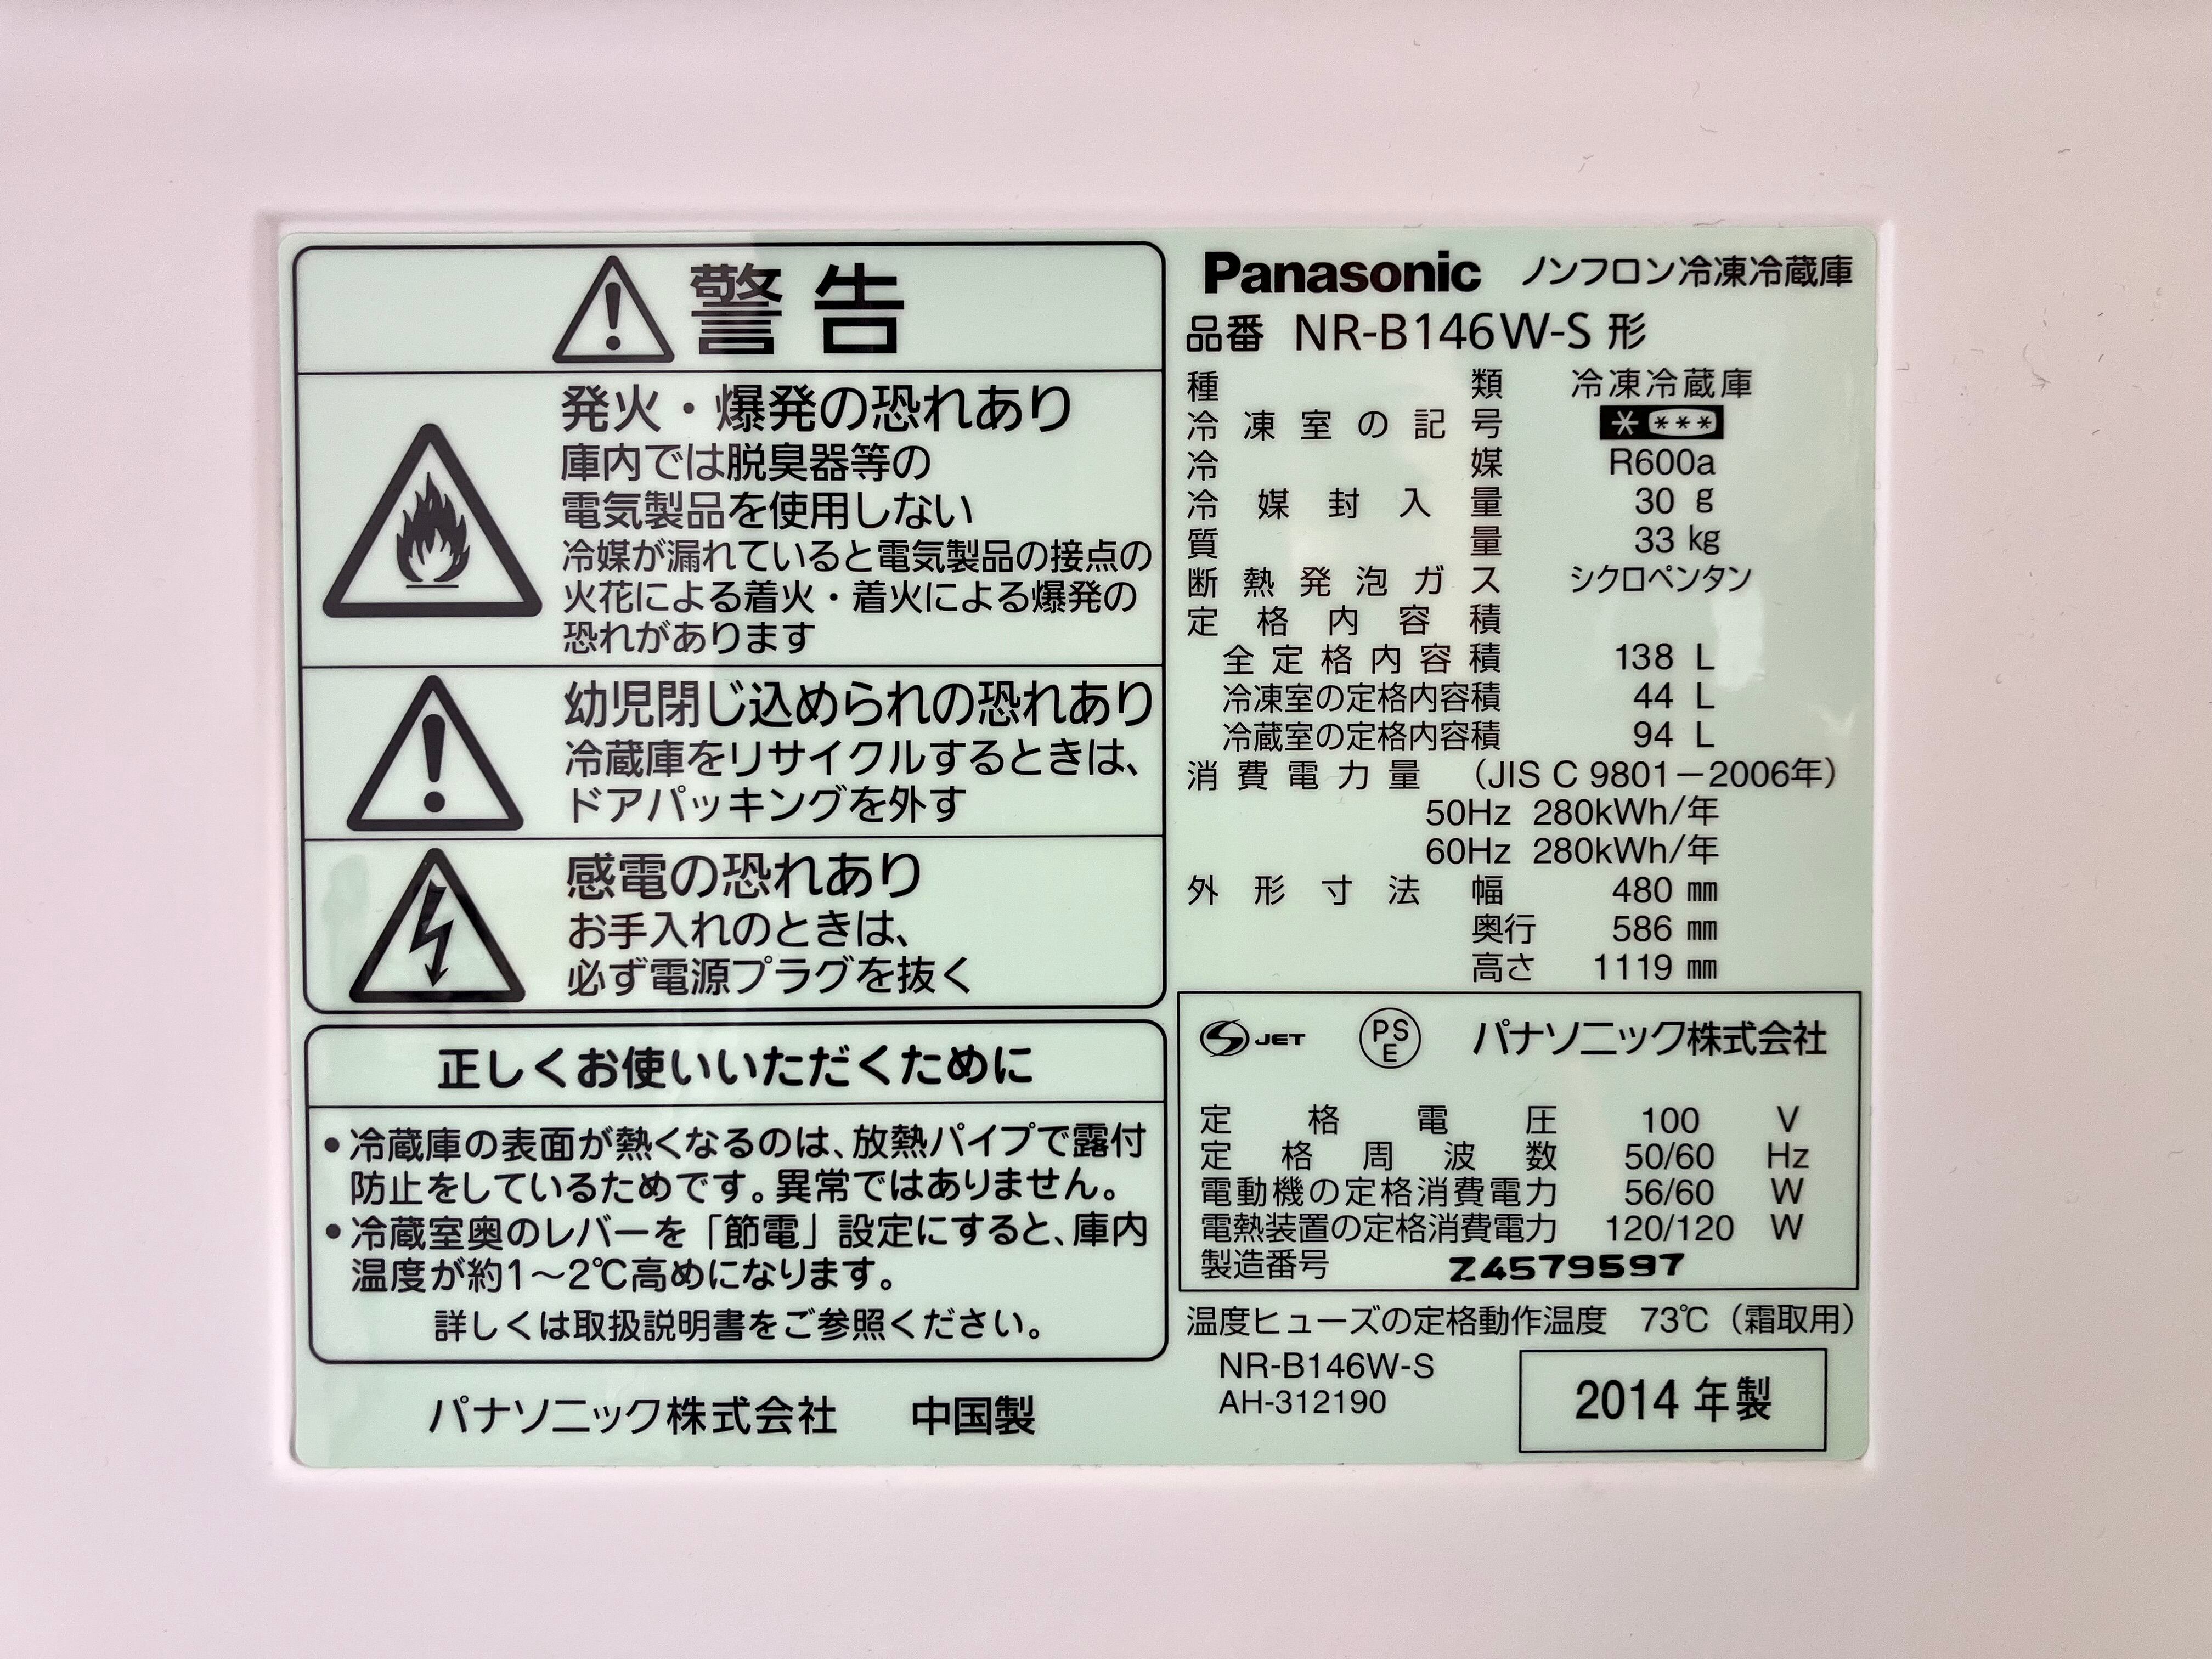 警告
発火・爆発の恐れあり
庫内では脱臭器等の
電気製品を使用しない
冷媒が漏れていると電気製品の接点の
火花による着火・着火による爆発の
恐れがあります
幼児閉じ込められの恐れあり
冷蔵庫をリサイクルするときは、
ドアパッキングを外す
感電の恐れあり
お手入れのときは、
必ず電源プラグを抜く
正しくお使いいただくために
●冷蔵庫の表面が熱くなるのは、放熱パイプで露付
防止をしているためです。異常ではありません。
●冷蔵室奥のレバーを「節電」設定にすると、庫内
温度が約1～2℃高めになります。
詳しくは取扱説明書をご参照ください。
パナソニック株式会社 中国製
Panasonic ノンフロン冷凍冷蔵庫
品番 NR-B146W-S 形
種類 冷凍冷蔵庫
冷凍室の記号 * ***
冷媒 R600a
冷媒封入量 30 g
質量 33 kg
断熱発泡ガス シクロペンタン
定格内容積
全定格内容積 138 L
冷凍室の定格内容積 44 L
冷蔵室の定格内容積 94 L
消費電力量 （JIS C 9801－2006年）
50Hz 280kWh/年
60Hz 280kWh/年
外形寸法 幅 480 ㎜
奥行 586 ㎜
高さ 1119 ㎜
S JET PSE パナソニック株式会社
定格電圧 100 V
定格周波数 50/60 Hz
電動機の定格消費電力 56/60 W
電熱装置の定格消費電力 120/120 W
製造番号 Z4579597
温度ヒューズの定格動作温度 73℃（霜取用）
NR-B146W-S
AH-312190
2014 年製